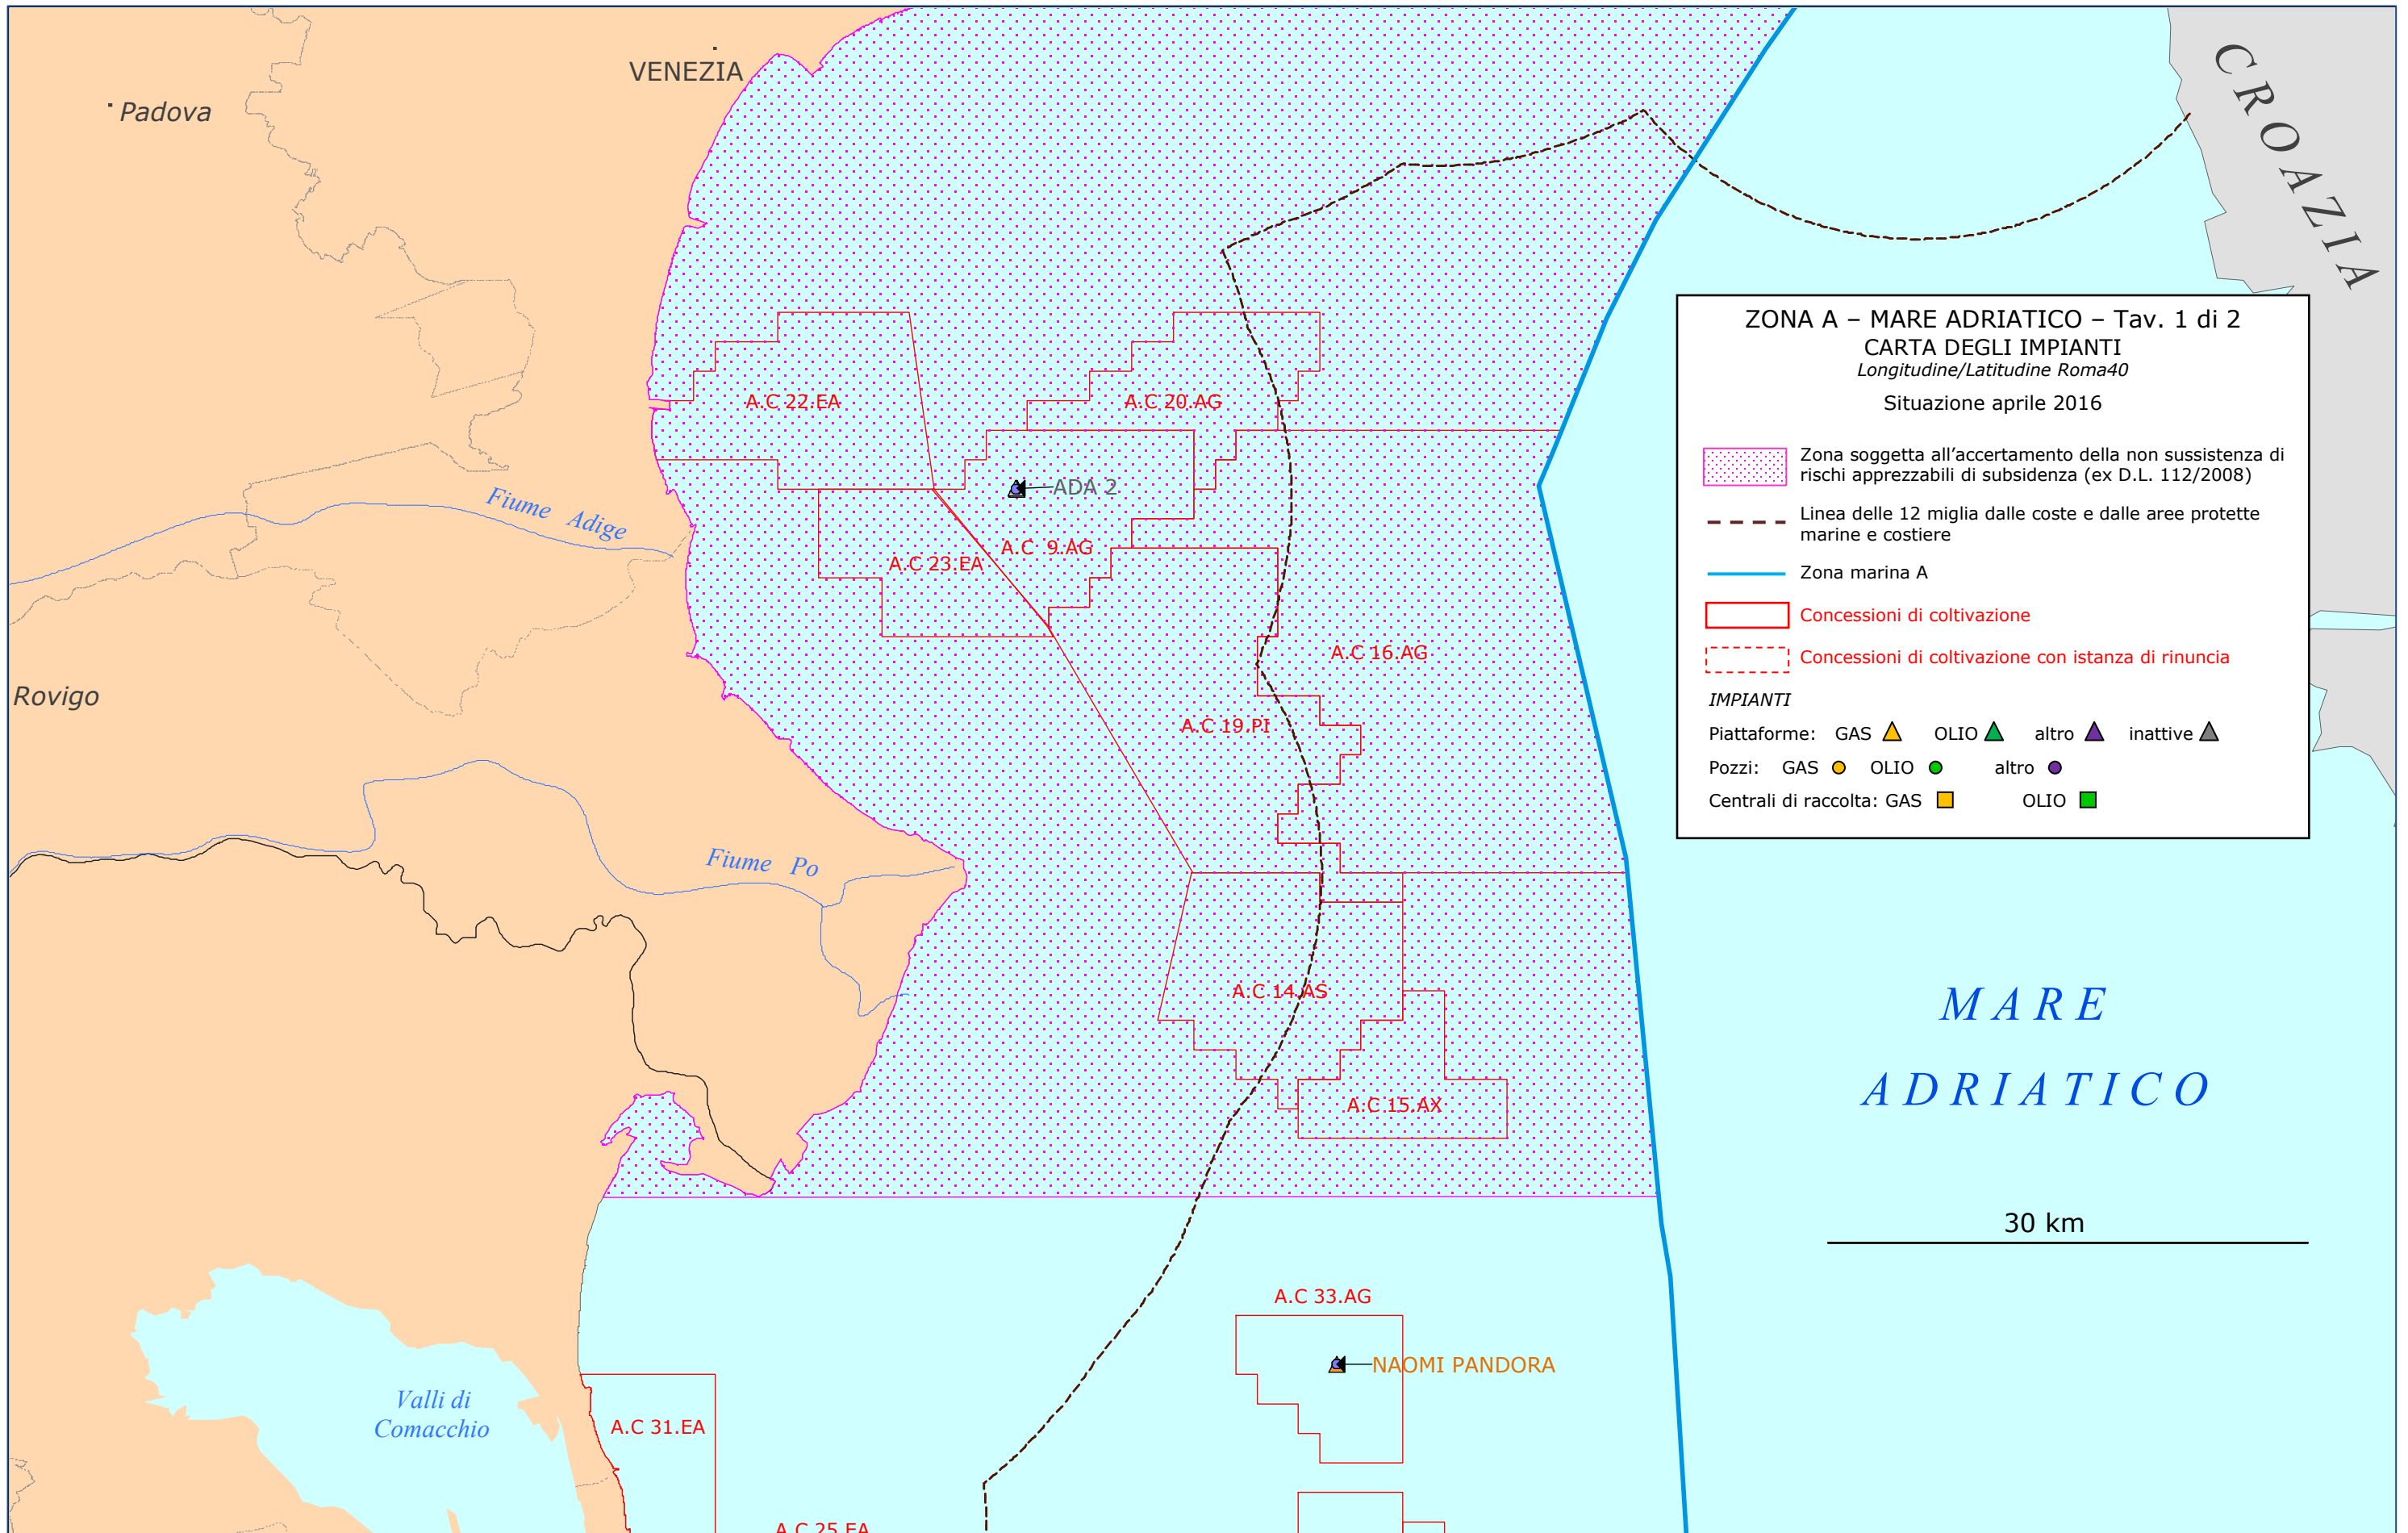 VENEZIA
Padova
CROAZIA
ZONA A – MARE ADRIATICO – Tav. 1 di 2
CARTA DEGLI IMPIANTI
Longitudine/Latitudine Roma40
Situazione aprile 2016
Zona soggetta all'accertamento della non sussistenza di
rischi apprezzabili di subsidenza (ex D.L. 112/2008)
Linea delle 12 miglia dalle coste e dalle aree protette
marine e costiere
Zona marina A
Concessioni di coltivazione
Concessioni di coltivazione con istanza di rinuncia
IMPIANTI
Piattaforme: GAS OLIO altro inattive
Pozzi: GAS OLIO altro
Centrali di raccolta: GAS OLIO
A.C 22.EA
A.C 20.AG
ADA 2
Fiume Adige
A.C 9.AG
A.C 23.EA
A.C 16.AG
Rovigo
A.C 19.PI
Fiume Po
A.C 14.AS
MARE
ADRIATICO
A.C 15.AX
30 km
A.C 33.AG
NAOMI PANDORA
Valli di
Comacchio
A.C 31.EA
A.C 25.EA